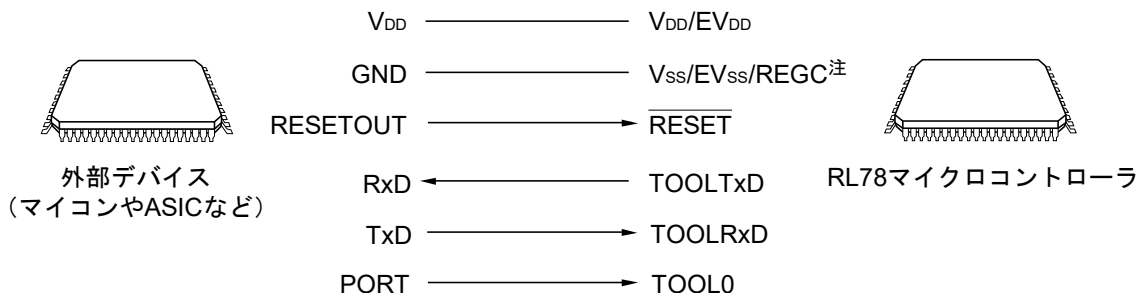 VDD VDD/EVDD
GND VSS/EVSS/REGC注
RESETOUT RESET
RxD TOOLTxD
TxD TOOLRxD
PORT TOOL0
外部デバイス
（マイコンやASICなど）
RL78マイクロコントローラ